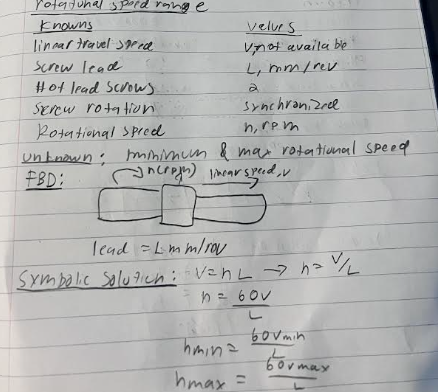 rotational speed range
Knowns values
linear travel speed V, not available
Screw lead L, mm/rev
# of lead screws 2
Screw rotation synchronized
Rotational speed n, rpm
unknown: minimum & max rotational speed
FBD: n(rpm) linear speed, v
lead = L mm/rev
Symbolic Solution: V = n L → n = V/L
n = 60V/L
nmin = 60vmin/L
nmax = 60vmax/L